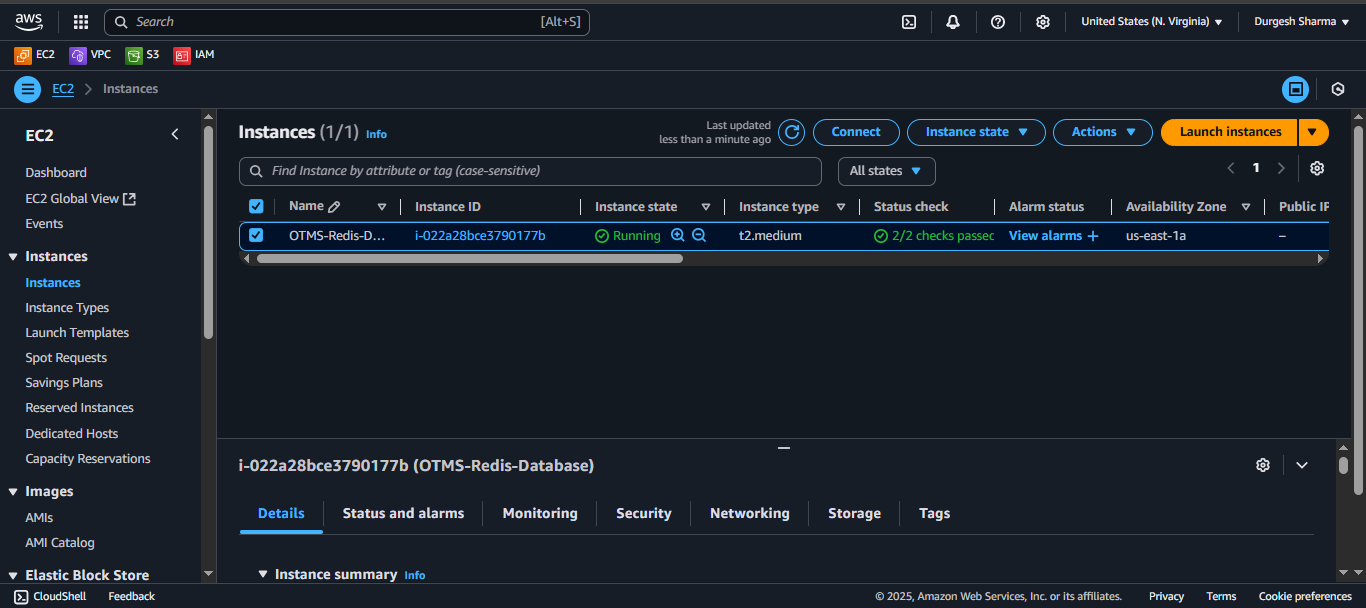 aws
Search [Alt+S]
United States (N. Virginia)
Durgesh Sharma
EC2 VPC S3 IAM
EC2 > Instances
EC2
Dashboard
EC2 Global View
Events
Instances
Instances
Instance Types
Launch Templates
Spot Requests
Savings Plans
Reserved Instances
Dedicated Hosts
Capacity Reservations
Images
AMIs
AMI Catalog
Elastic Block Store
Instances (1/1) Info
Last updated
less than a minute ago
Connect
Instance state
Actions
Launch instances
Find Instance by attribute or tag (case-sensitive)
All states
1
Name Instance ID Instance state Instance type Status check Alarm status Availability Zone Public IP
OTMS-Redis-D... i-022a28bce3790177b Running t2.medium 2/2 checks passec View alarms + us-east-1a –
i-022a28bce3790177b (OTMS-Redis-Database)
Details Status and alarms Monitoring Security Networking Storage Tags
Instance summary Info
CloudShell Feedback
© 2025, Amazon Web Services, Inc. or its affiliates. Privacy Terms Cookie preferences